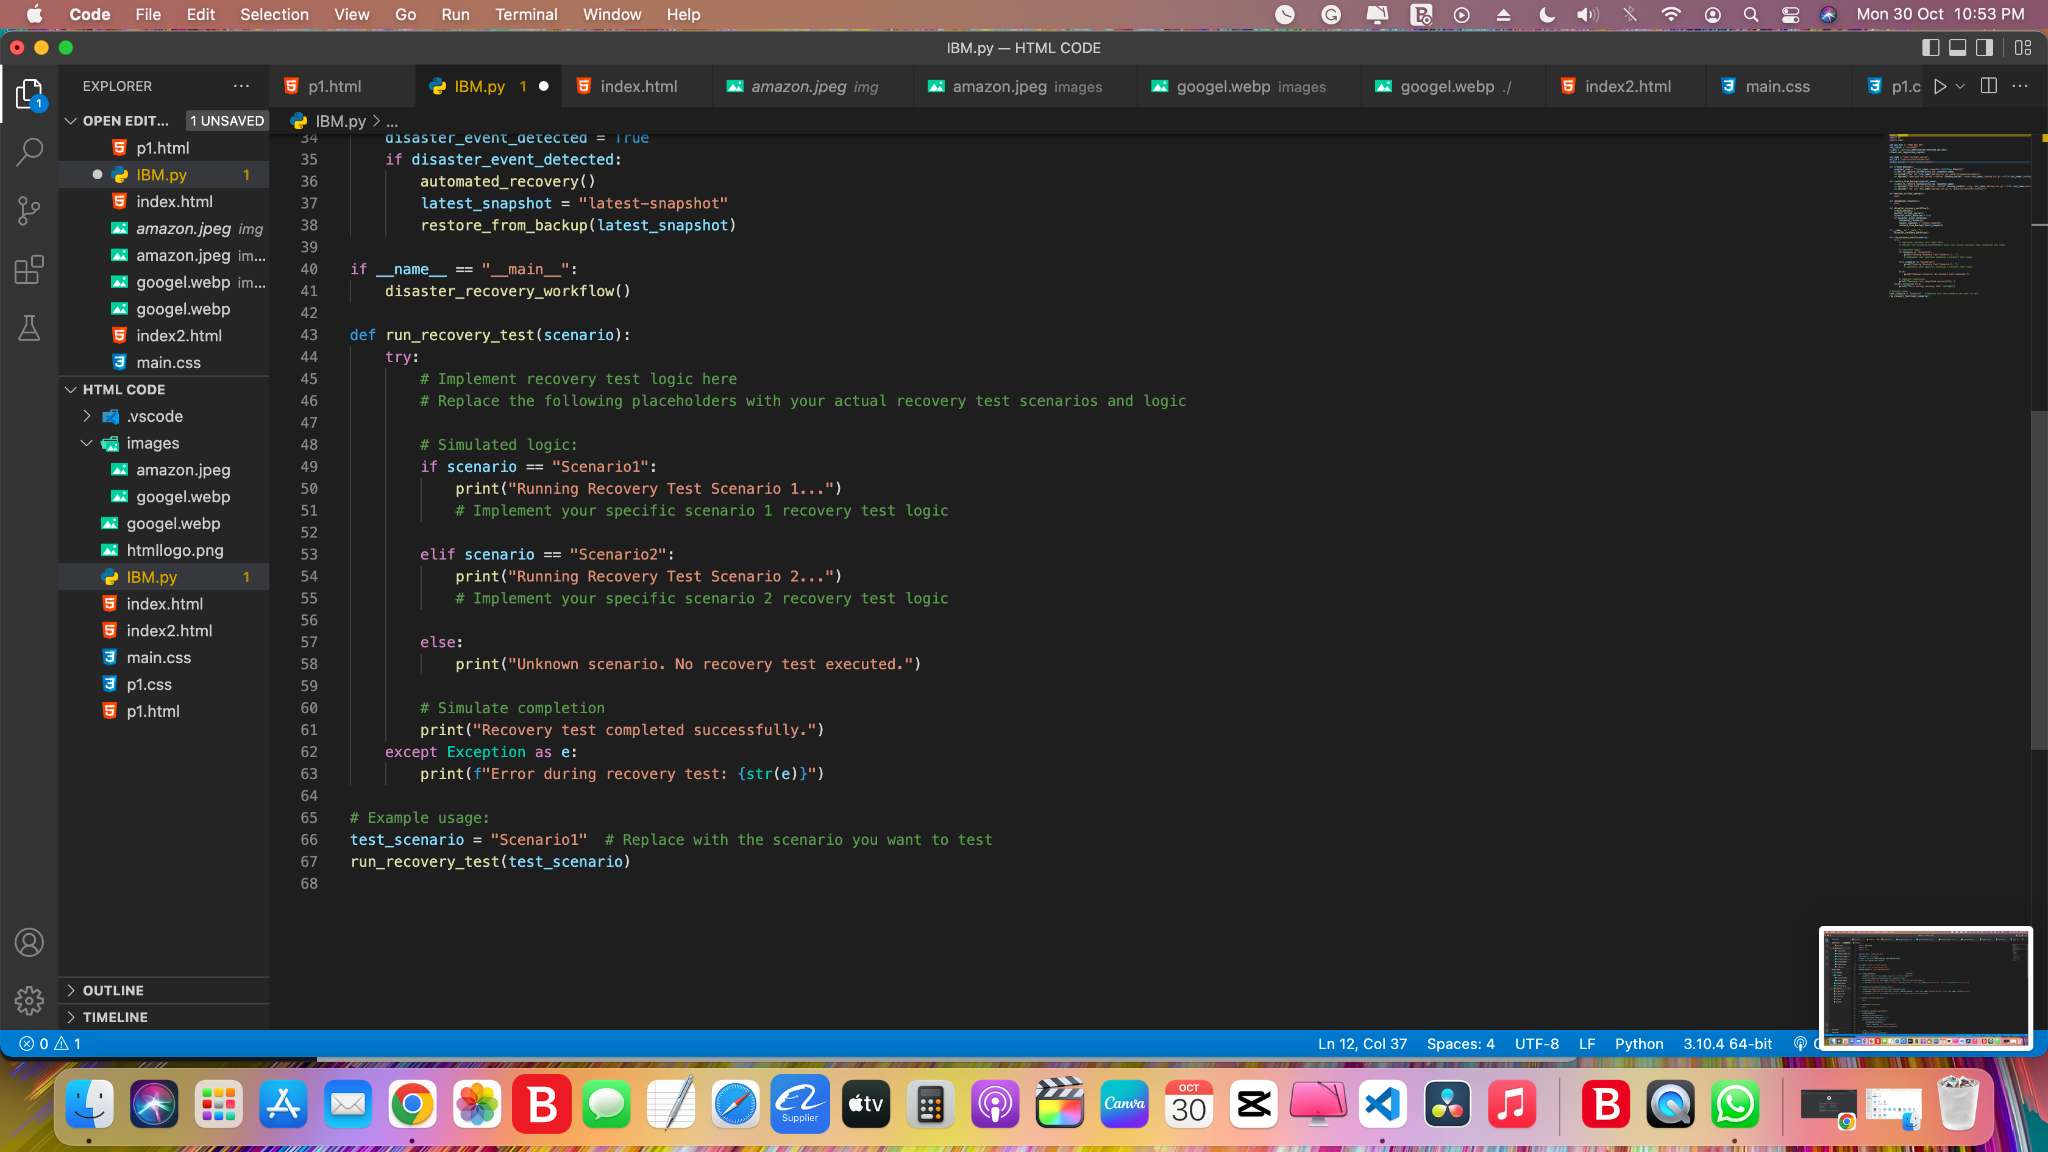 Code File Edit Selection View Go Run Terminal Window Help Mon 30 Oct 10:53 PM
IBM.py — HTML CODE
EXPLORER
p1.html IBM.py 1 index.html amazon.jpeg img amazon.jpeg images googel.webp images googel.webp ./ index2.html main.css p1.c
OPEN EDIT... 1 UNSAVED
p1.html
IBM.py 1
index.html
amazon.jpeg img
amazon.jpeg im...
googel.webp im...
googel.webp
index2.html
main.css
HTML CODE
.vscode
images
amazon.jpeg
googel.webp
googel.webp
htmllogo.png
IBM.py 1
index.html
index2.html
main.css
p1.css
p1.html
OUTLINE
TIMELINE
IBM.py > ...
34 disaster_event_detected = True
35 if disaster_event_detected:
36 automated_recovery()
37 latest_snapshot = "latest-snapshot"
38 restore_from_backup(latest_snapshot)
39
40 if __name__ == "__main__":
41 disaster_recovery_workflow()
42
43 def run_recovery_test(scenario):
44 try:
45 # Implement recovery test logic here
46 # Replace the following placeholders with your actual recovery test scenarios and logic
47
48 # Simulated logic:
49 if scenario == "Scenario1":
50 print("Running Recovery Test Scenario 1...")
51 # Implement your specific scenario 1 recovery test logic
52
53 elif scenario == "Scenario2":
54 print("Running Recovery Test Scenario 2...")
55 # Implement your specific scenario 2 recovery test logic
56
57 else:
58 print("Unknown scenario. No recovery test executed.")
59
60 # Simulate completion
61 print("Recovery test completed successfully.")
62 except Exception as e:
63 print(f"Error during recovery test: {str(e)}")
64
65 # Example usage:
66 test_scenario = "Scenario1" # Replace with the scenario you want to test
67 run_recovery_test(test_scenario)
68
0 1 Ln 12, Col 37 Spaces: 4 UTF-8 LF Python 3.10.4 64-bit
B EZ Supplier tv Canva OCT 30 B